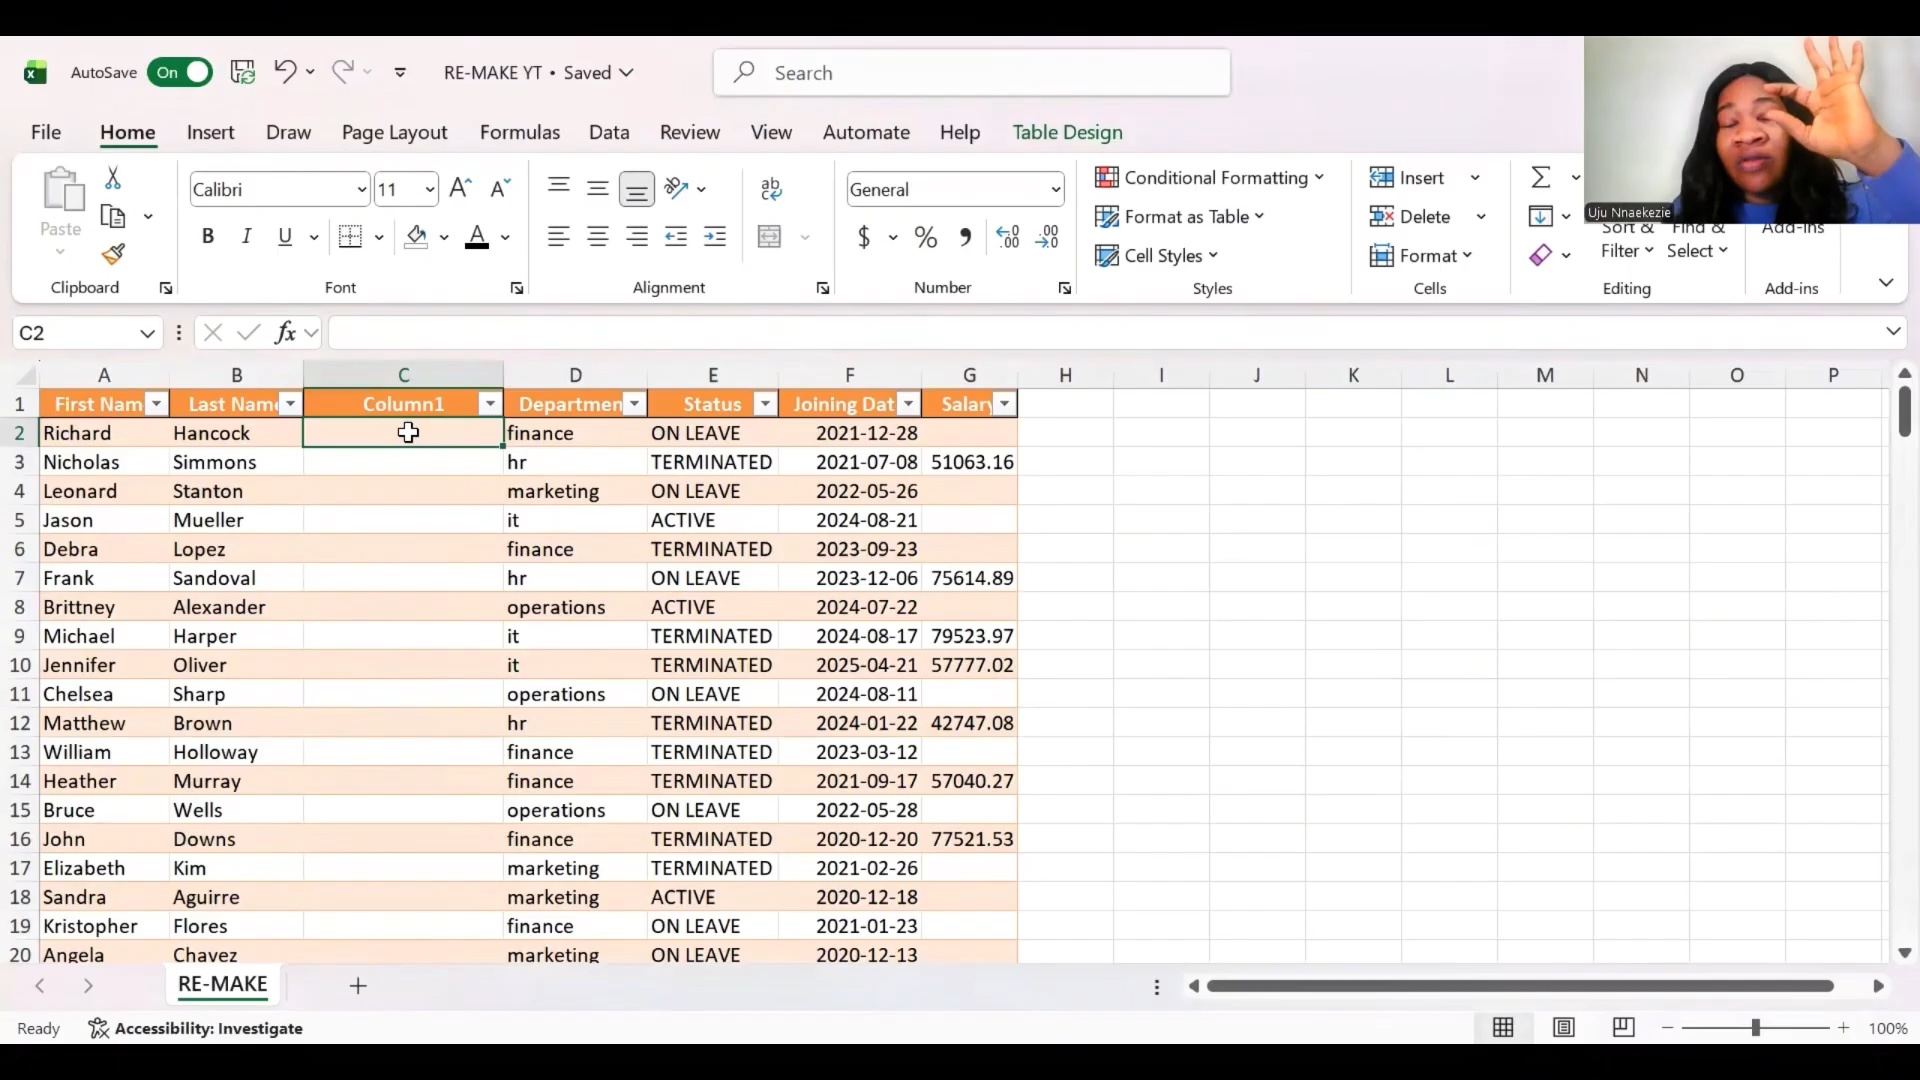 AutoSave On RE-MAKE YT • Saved Search
File Home Insert Draw Page Layout Formulas Data Review View Automate Help Table Design
Uju Nnaekezie
Paste
Calibri 11
B I U A
ab
General
$ % 9 .00
Conditional Formatting
Format as Table
Cell Styles
Insert
Delete
Format
Sort & Filter
Find & Select
Add-ins
Clipboard Font Alignment Number Styles Cells Editing Add-ins
C2 fx
A B C D E F G H I J K L M N O P
1 First Nam Last Nam Column1 Departmen Status Joining Dat Salar
2 Richard Hancock finance ON LEAVE 2021-12-28
3 Nicholas Simmons hr TERMINATED 2021-07-08 51063.16
4 Leonard Stanton marketing ON LEAVE 2022-05-26
5 Jason Mueller it ACTIVE 2024-08-21
6 Debra Lopez finance TERMINATED 2023-09-23
7 Frank Sandoval hr ON LEAVE 2023-12-06 75614.89
8 Brittney Alexander operations ACTIVE 2024-07-22
9 Michael Harper it TERMINATED 2024-08-17 79523.97
10 Jennifer Oliver it TERMINATED 2025-04-21 57777.02
11 Chelsea Sharp operations ON LEAVE 2024-08-11
12 Matthew Brown hr TERMINATED 2024-01-22 42747.08
13 William Holloway finance TERMINATED 2023-03-12
14 Heather Murray finance TERMINATED 2021-09-17 57040.27
15 Bruce Wells operations ON LEAVE 2022-05-28
16 John Downs finance TERMINATED 2020-12-20 77521.53
17 Elizabeth Kim marketing TERMINATED 2021-02-26
18 Sandra Aguirre marketing ACTIVE 2020-12-18
19 Kristopher Flores finance ON LEAVE 2021-01-23
20 Angela Chavez marketing ON LEAVE 2020-12-13
RE-MAKE
Ready Accessibility: Investigate 100%